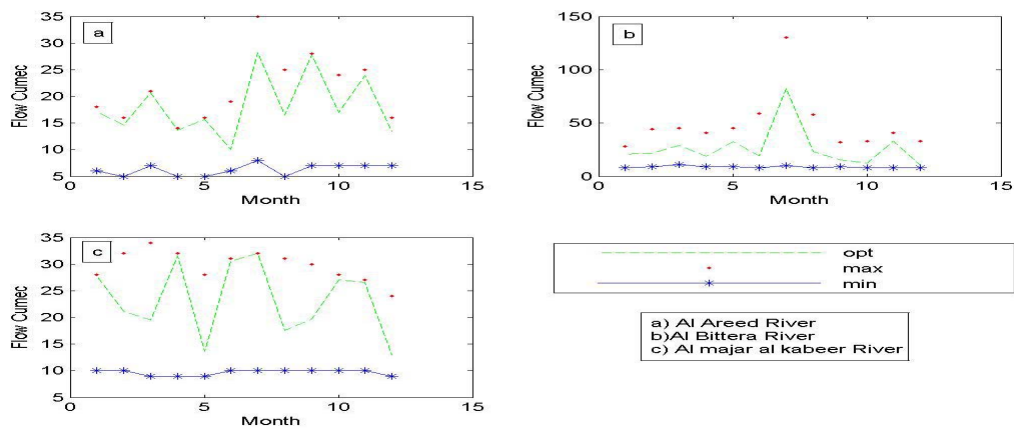 35
30
25
20
15
10
5
0
5
10
15
Flow Cumec
Month
a
150
100
50
0
0
5
10
15
Flow Cumec
Month
b
35
30
25
20
15
10
5
0
5
10
15
Flow Cumec
Month
c
opt
max
min
a) Al Areed River
b)Al Bittera River
c) Al majar al kabeer River